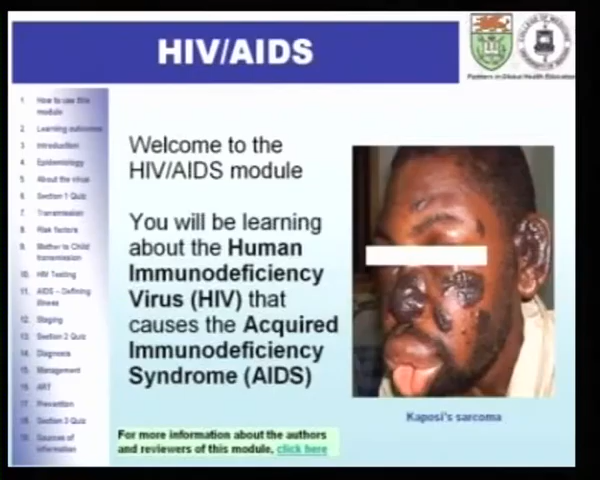 HIV/AIDS
Partners in Global Health Education
1. How to use this
module
2. Learning outcomes
3. Introduction
4. Epidemiology
5. About the virus
6. Section 1 Quiz
7. Transmission
8. Risk factors
9. Mother to Child
transmission
10. HIV Testing
11. AIDS - Defining
illness
12. Staging
13. Section 2 Quiz
14. Diagnosis
15. Management
16. ART
17. Prevention
18. Section 3 Quiz
19. Sources of
information
Welcome to the
HIV/AIDS module
You will be learning
about the Human
Immunodeficiency
Virus (HIV) that
causes the Acquired
Immunodeficiency
Syndrome (AIDS)
Kaposi's sarcoma
For more information about the authors
and reviewers of this module, click here